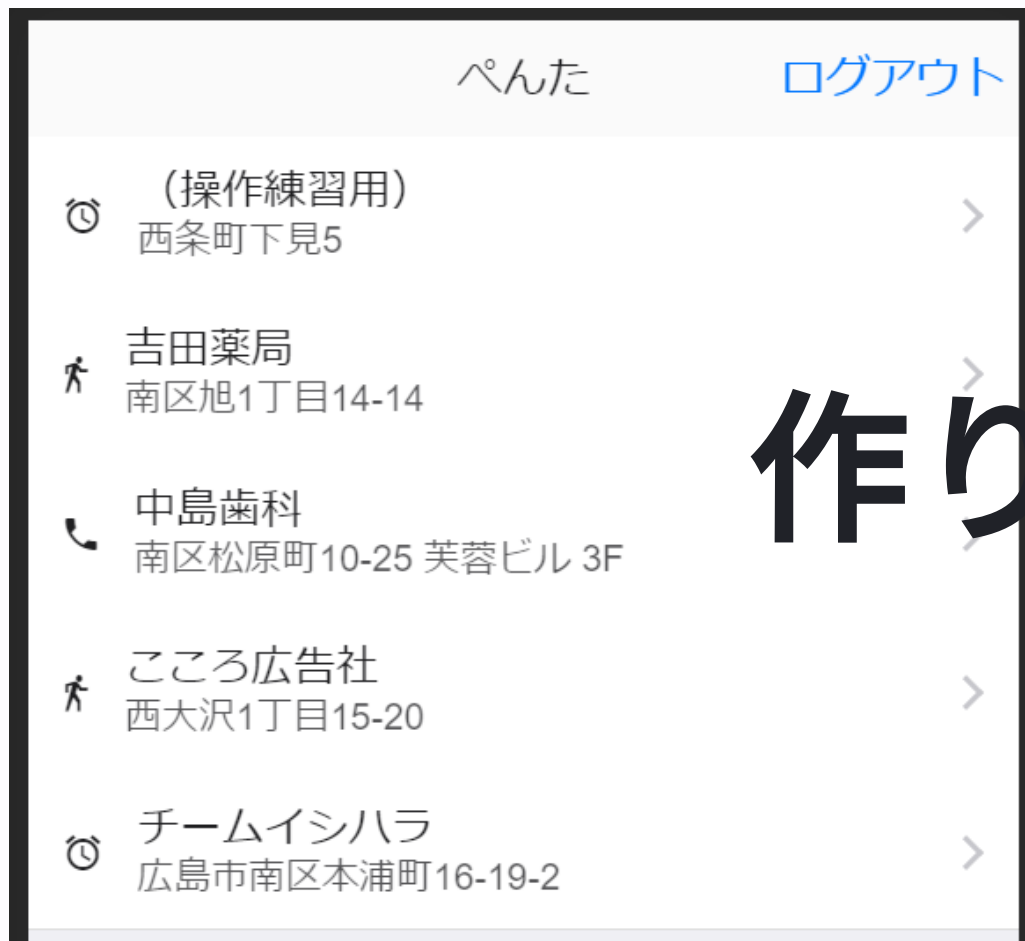 ぺんた
ログアウト
（操作練習用）
西条町下見5
吉田薬局
南区旭1丁目14-14
作り
中島歯科
南区松原町10-25 芙蓉ビル 3F
こころ広告社
西大沢1丁目15-20
チームイシハラ
広島市南区本浦町16-19-2